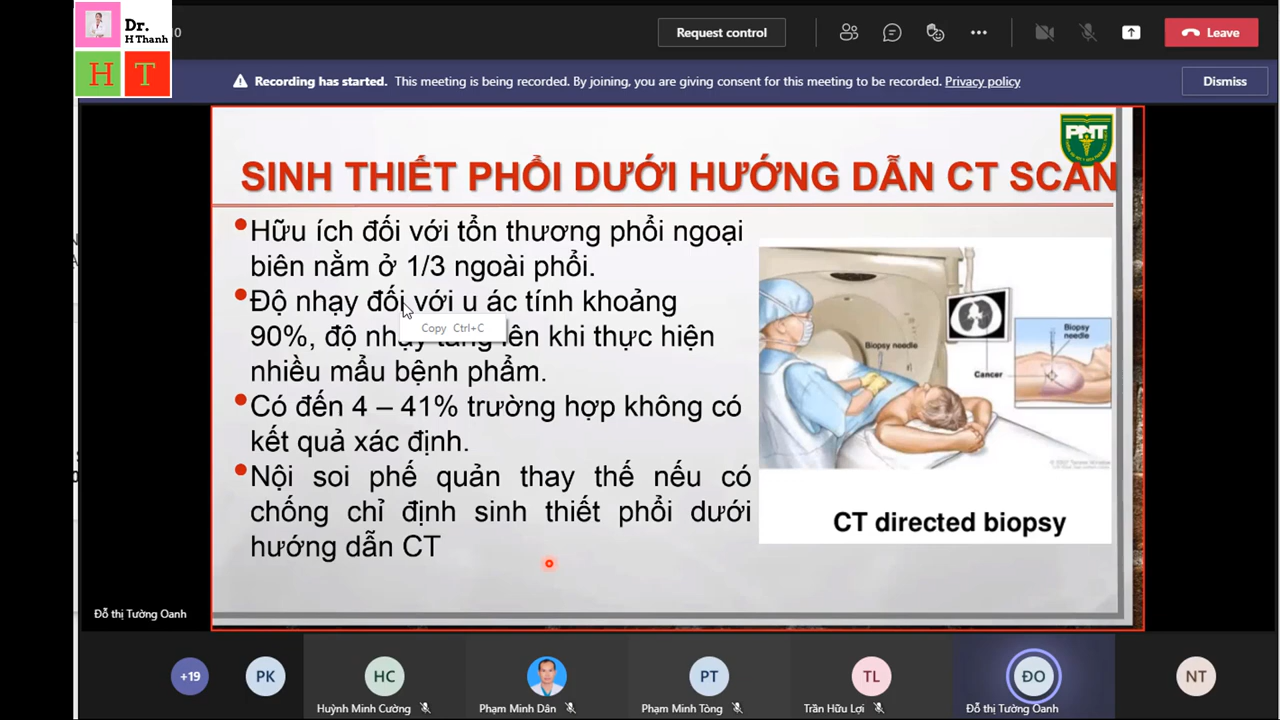 Dr.
H Thanh
H T
0
Request control
Leave
Recording has started. This meeting is being recorded. By joining, you are giving consent for this meeting to be recorded. Privacy policy
Dismiss
PNT
SINH THIẾT PHỔI DƯỚI HƯỚNG DẪN CT SCAN
Hữu ích đối với tổn thương phổi ngoại
biên nằm ở 1/3 ngoài phổi.
Độ nhạy đối với u ác tính khoảng
Copy Ctrl+C
90%, độ nhạy tăng lên khi thực hiện
nhiều mẩu bệnh phẩm.
Có đến 4 – 41% trường hợp không có
kết quả xác định.
Nội soi phế quản thay thế nếu có
chống chỉ định sinh thiết phổi dưới
hướng dẫn CT
Biopsy needle
Cancer
Biopsy
needle
CT directed biopsy
Đỗ thị Tường Oanh
+19
PK
HC
Huỳnh Minh Cường
Phạm Minh Dân
PT
Phạm Minh Tòng
TL
Trần Hữu Lợi
ĐO
Đỗ thị Tường Oanh
NT